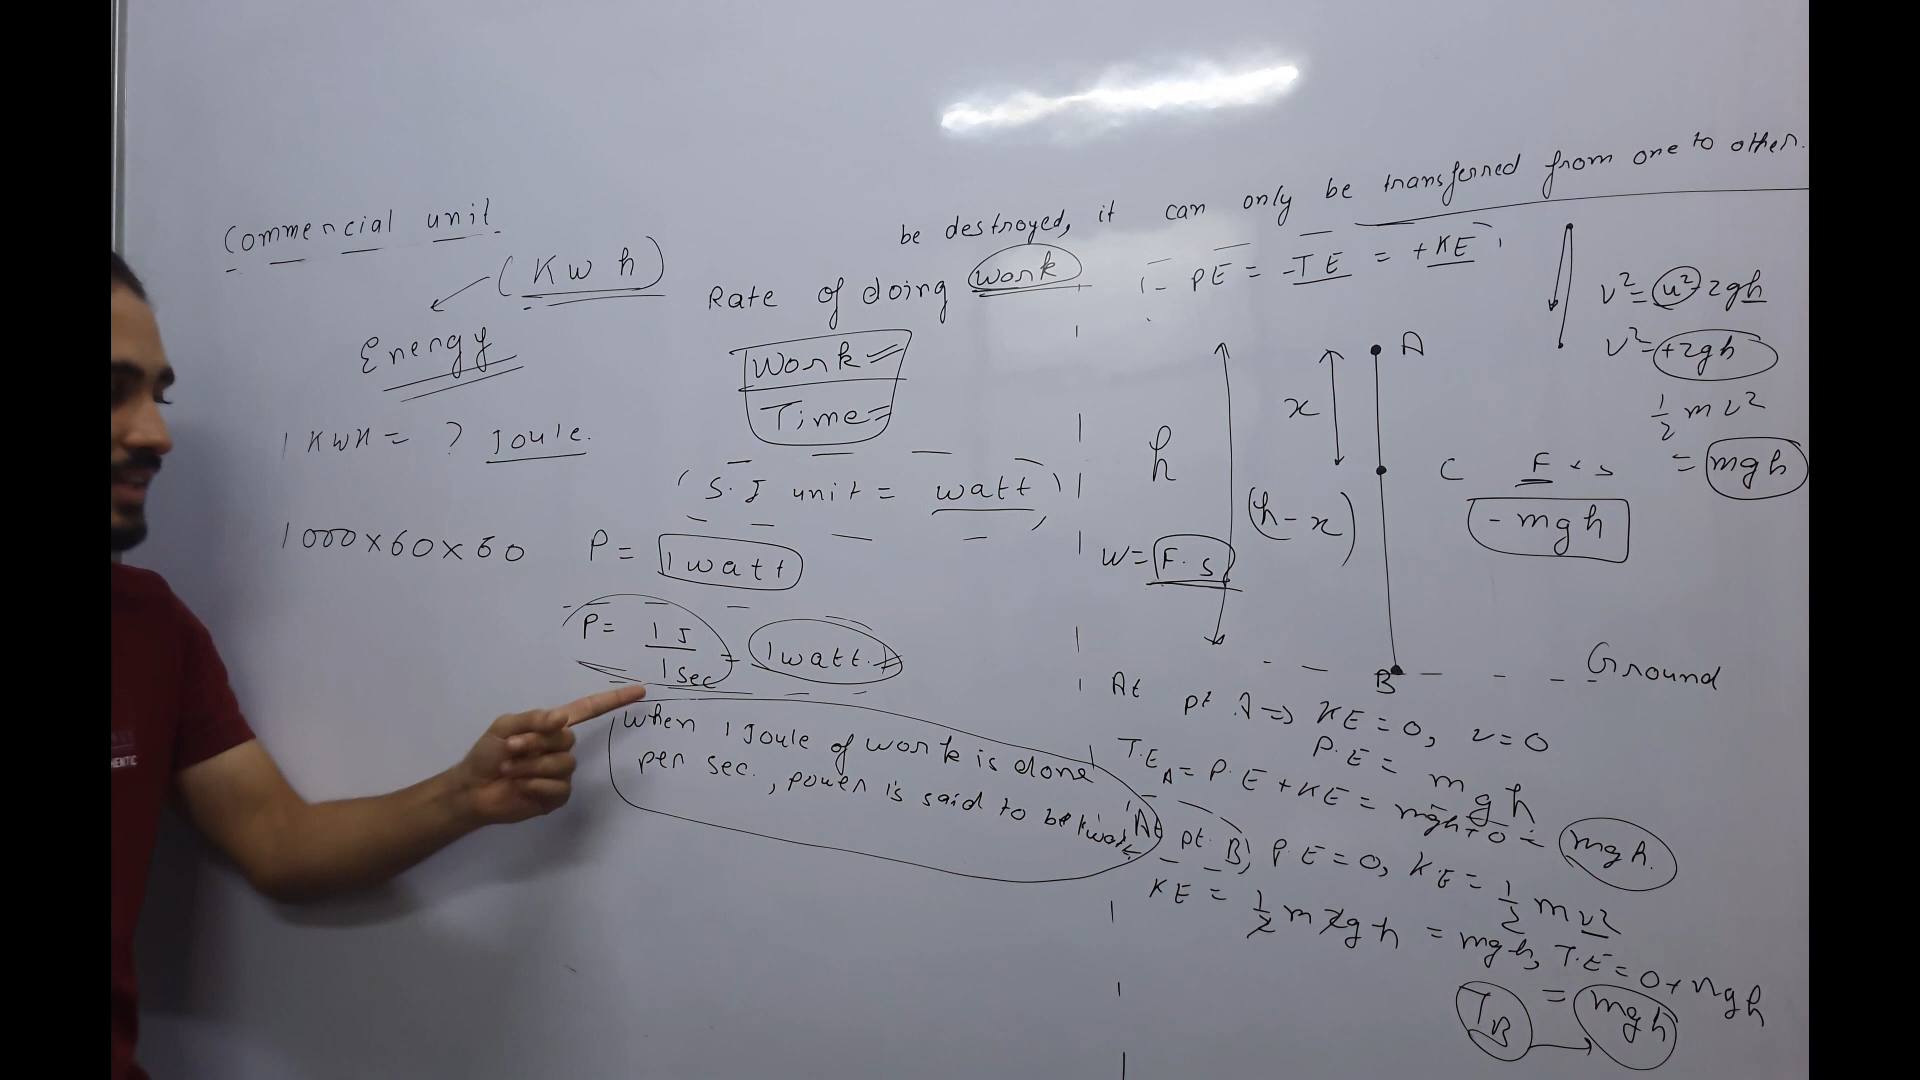 Commercial unit
(Kwh)
Energy
1 KWH = ? Joule.
1000×60×60
be destroyed, it can only be transferred from one to other.
Rate of doing work
Work
Time
S.I unit = watt
P = 1 watt
P = 1 J / 1 sec = 1 watt.
When 1 Joule of work is done
per sec., power is said to be 1 wat
- PE = -TE = +KE
v² = u² - 2gh
v² = +2gh
1/2 mv²
= mgh
A
x
h
C
F × s
(h-x)
- mgh
W = F.s
B
Ground
At pt A => KE = 0, v = 0
P.E = mgh
T.E_A = P.E + KE = mgh + 0 = mgh.
At pt. B, P.E = 0, K.E = 1/2 mv²
KE = 1/2 m 2gh = mgh, T.E = 0 + mgh
T_B = mgh